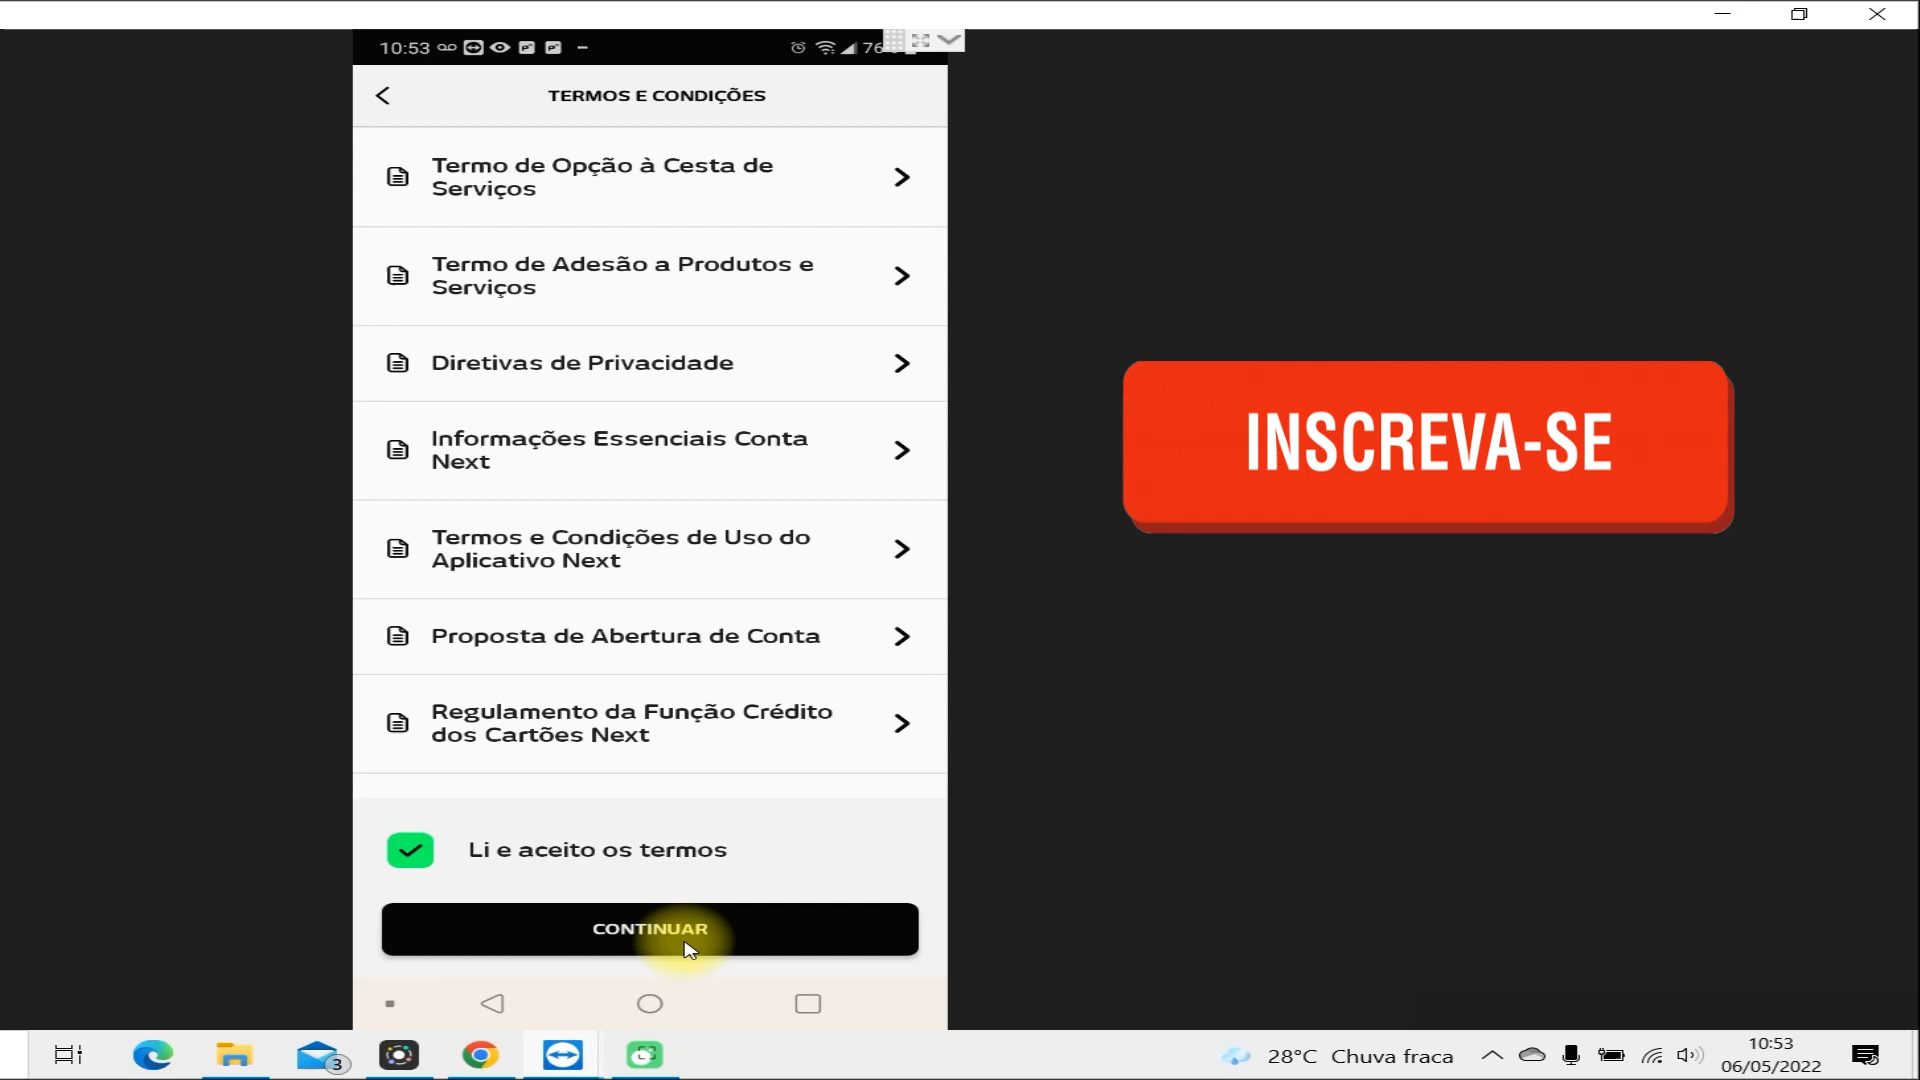 10:53
76
TERMOS E CONDIÇÕES
Termo de Opção à Cesta de
Serviços
Termo de Adesão a Produtos e
Serviços
Diretivas de Privacidade
Informações Essenciais Conta
Next
Termos e Condições de Uso do
Aplicativo Next
Proposta de Abertura de Conta
Regulamento da Função Crédito
dos Cartões Next
Li e aceito os termos
CONTINUAR
INSCREVA-SE
3
28°C Chuva fraca
10:53
06/05/2022